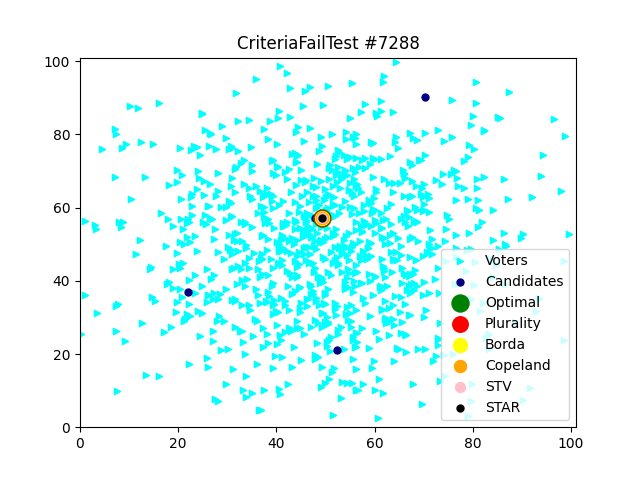 CriteriaFailTest #7288
100
80
60
40
20
0
0 20 40 60 80 100
Voters
Candidates
Optimal
Plurality
Borda
Copeland
STV
STAR